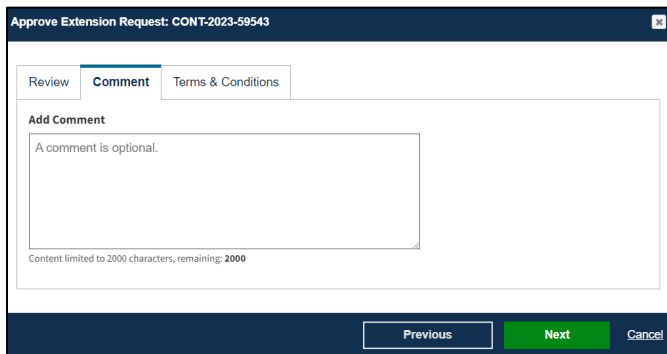 Approve Extension Request: CONT-2023-59543
Review Comment Terms & Conditions
Add Comment
A comment is optional.
Content limited to 2000 characters, remaining: 2000
Previous Next Cancel